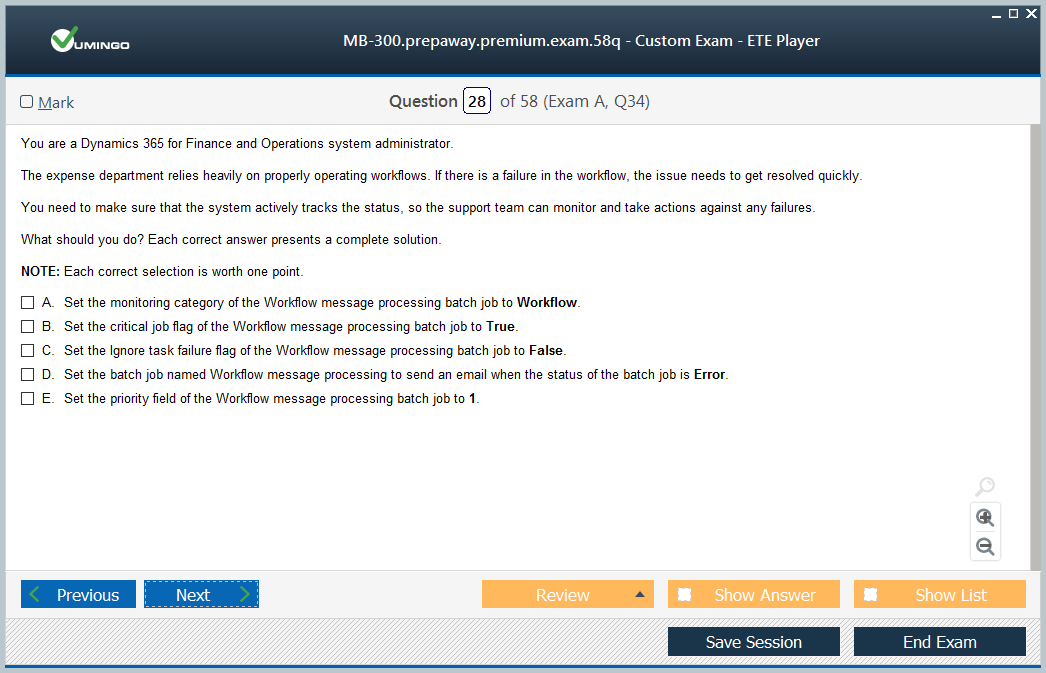 VUMINGO
MB-300.prepaway.premium.exam.58q - Custom Exam - ETE Player
Mark
Question 28 of 58 (Exam A, Q34)
You are a Dynamics 365 for Finance and Operations system administrator.
The expense department relies heavily on properly operating workflows. If there is a failure in the workflow, the issue needs to get resolved quickly.
You need to make sure that the system actively tracks the status, so the support team can monitor and take actions against any failures.
What should you do? Each correct answer presents a complete solution.
NOTE: Each correct selection is worth one point.
A. Set the monitoring category of the Workflow message processing batch job to Workflow.
B. Set the critical job flag of the Workflow message processing batch job to True.
C. Set the Ignore task failure flag of the Workflow message processing batch job to False.
D. Set the batch job named Workflow message processing to send an email when the status of the batch job is Error.
E. Set the priority field of the Workflow message processing batch job to 1.
Previous
Next
Review
Show Answer
Show List
Save Session
End Exam